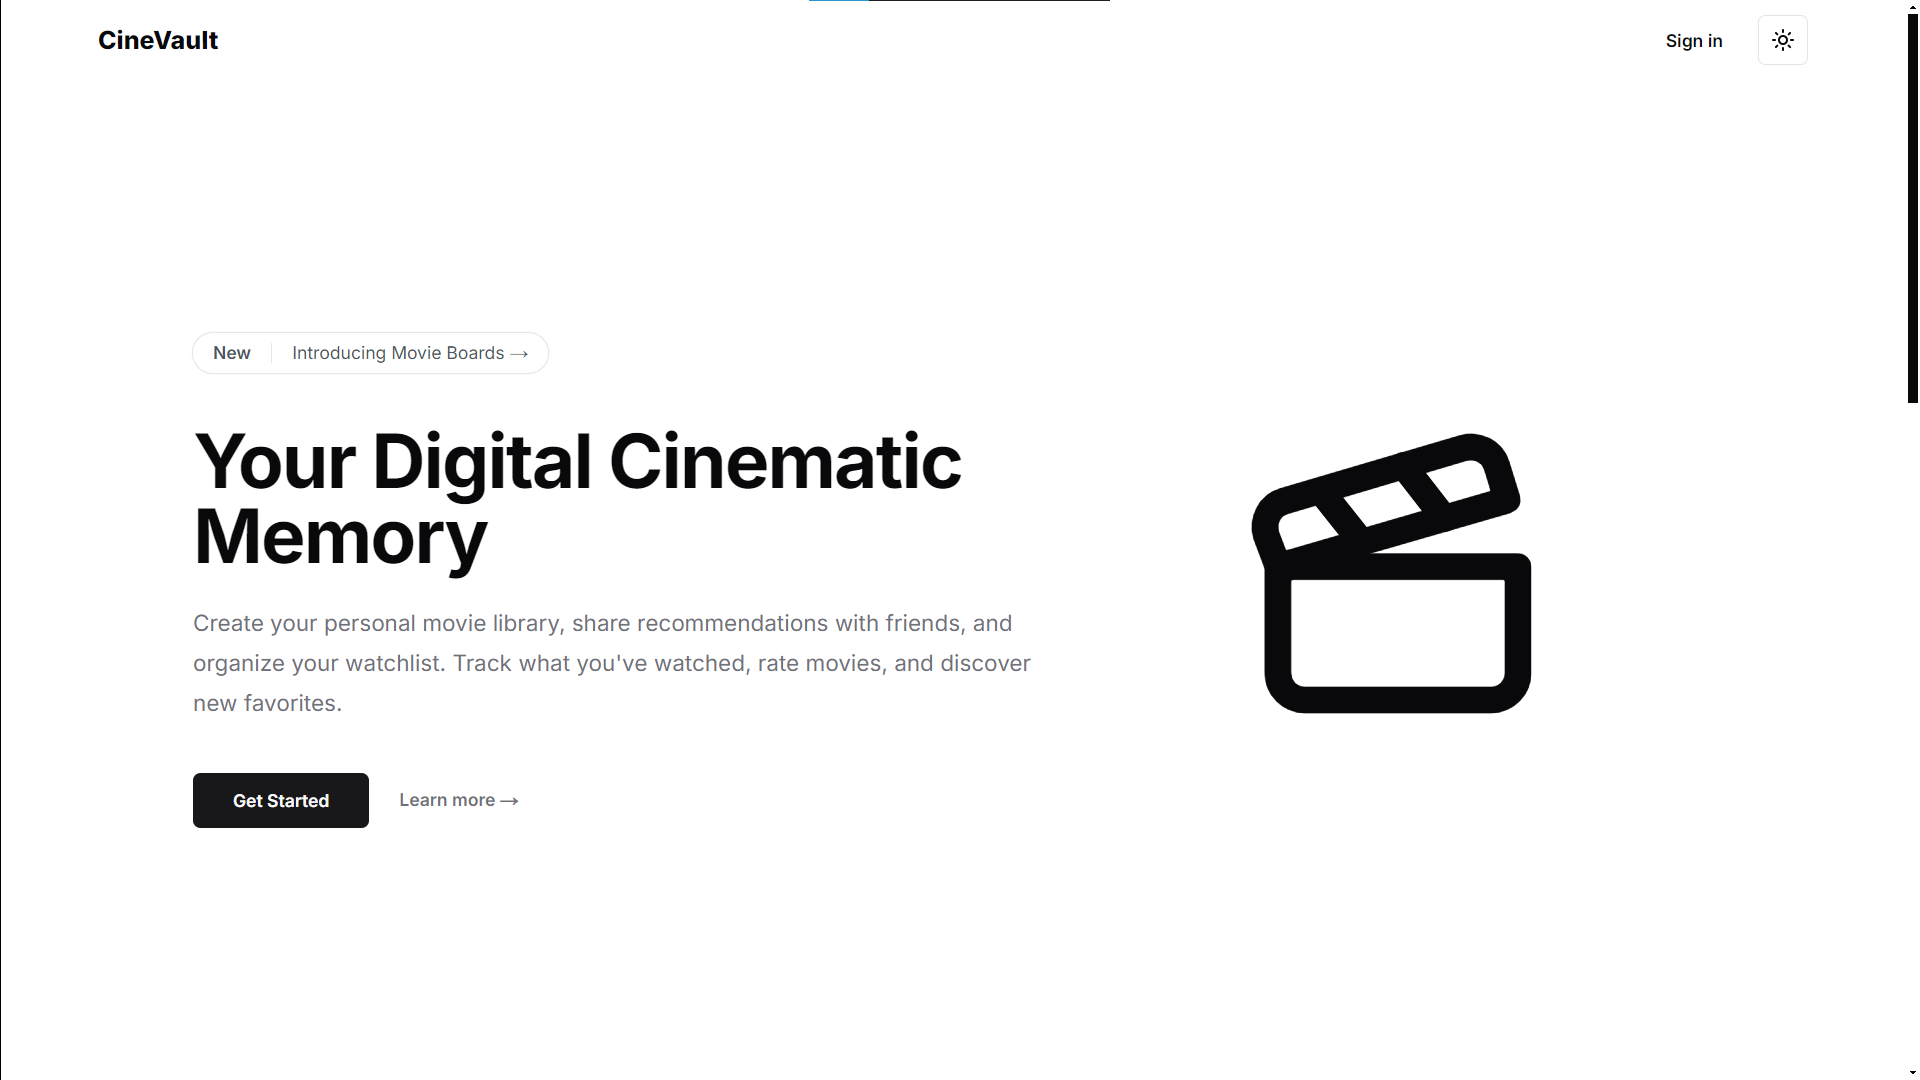 CineVault
Sign in
New
Introducing Movie Boards →
Your Digital Cinematic
Memory
Create your personal movie library, share recommendations with friends, and
organize your watchlist. Track what you've watched, rate movies, and discover
new favorites.
Get Started
Learn more →